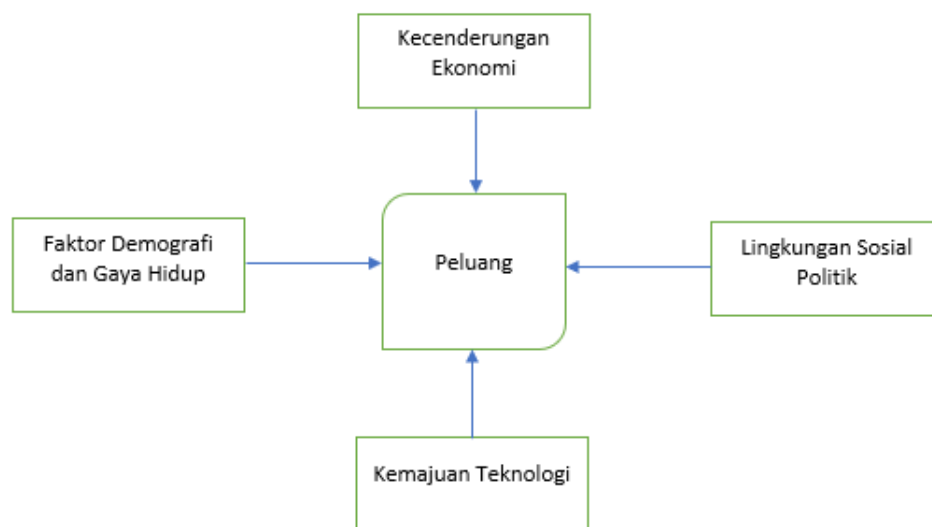 Kecenderungan
Ekonomi
Faktor Demografi
dan Gaya Hidup
Peluang
Lingkungan Sosial
Politik
Kemajuan Teknologi